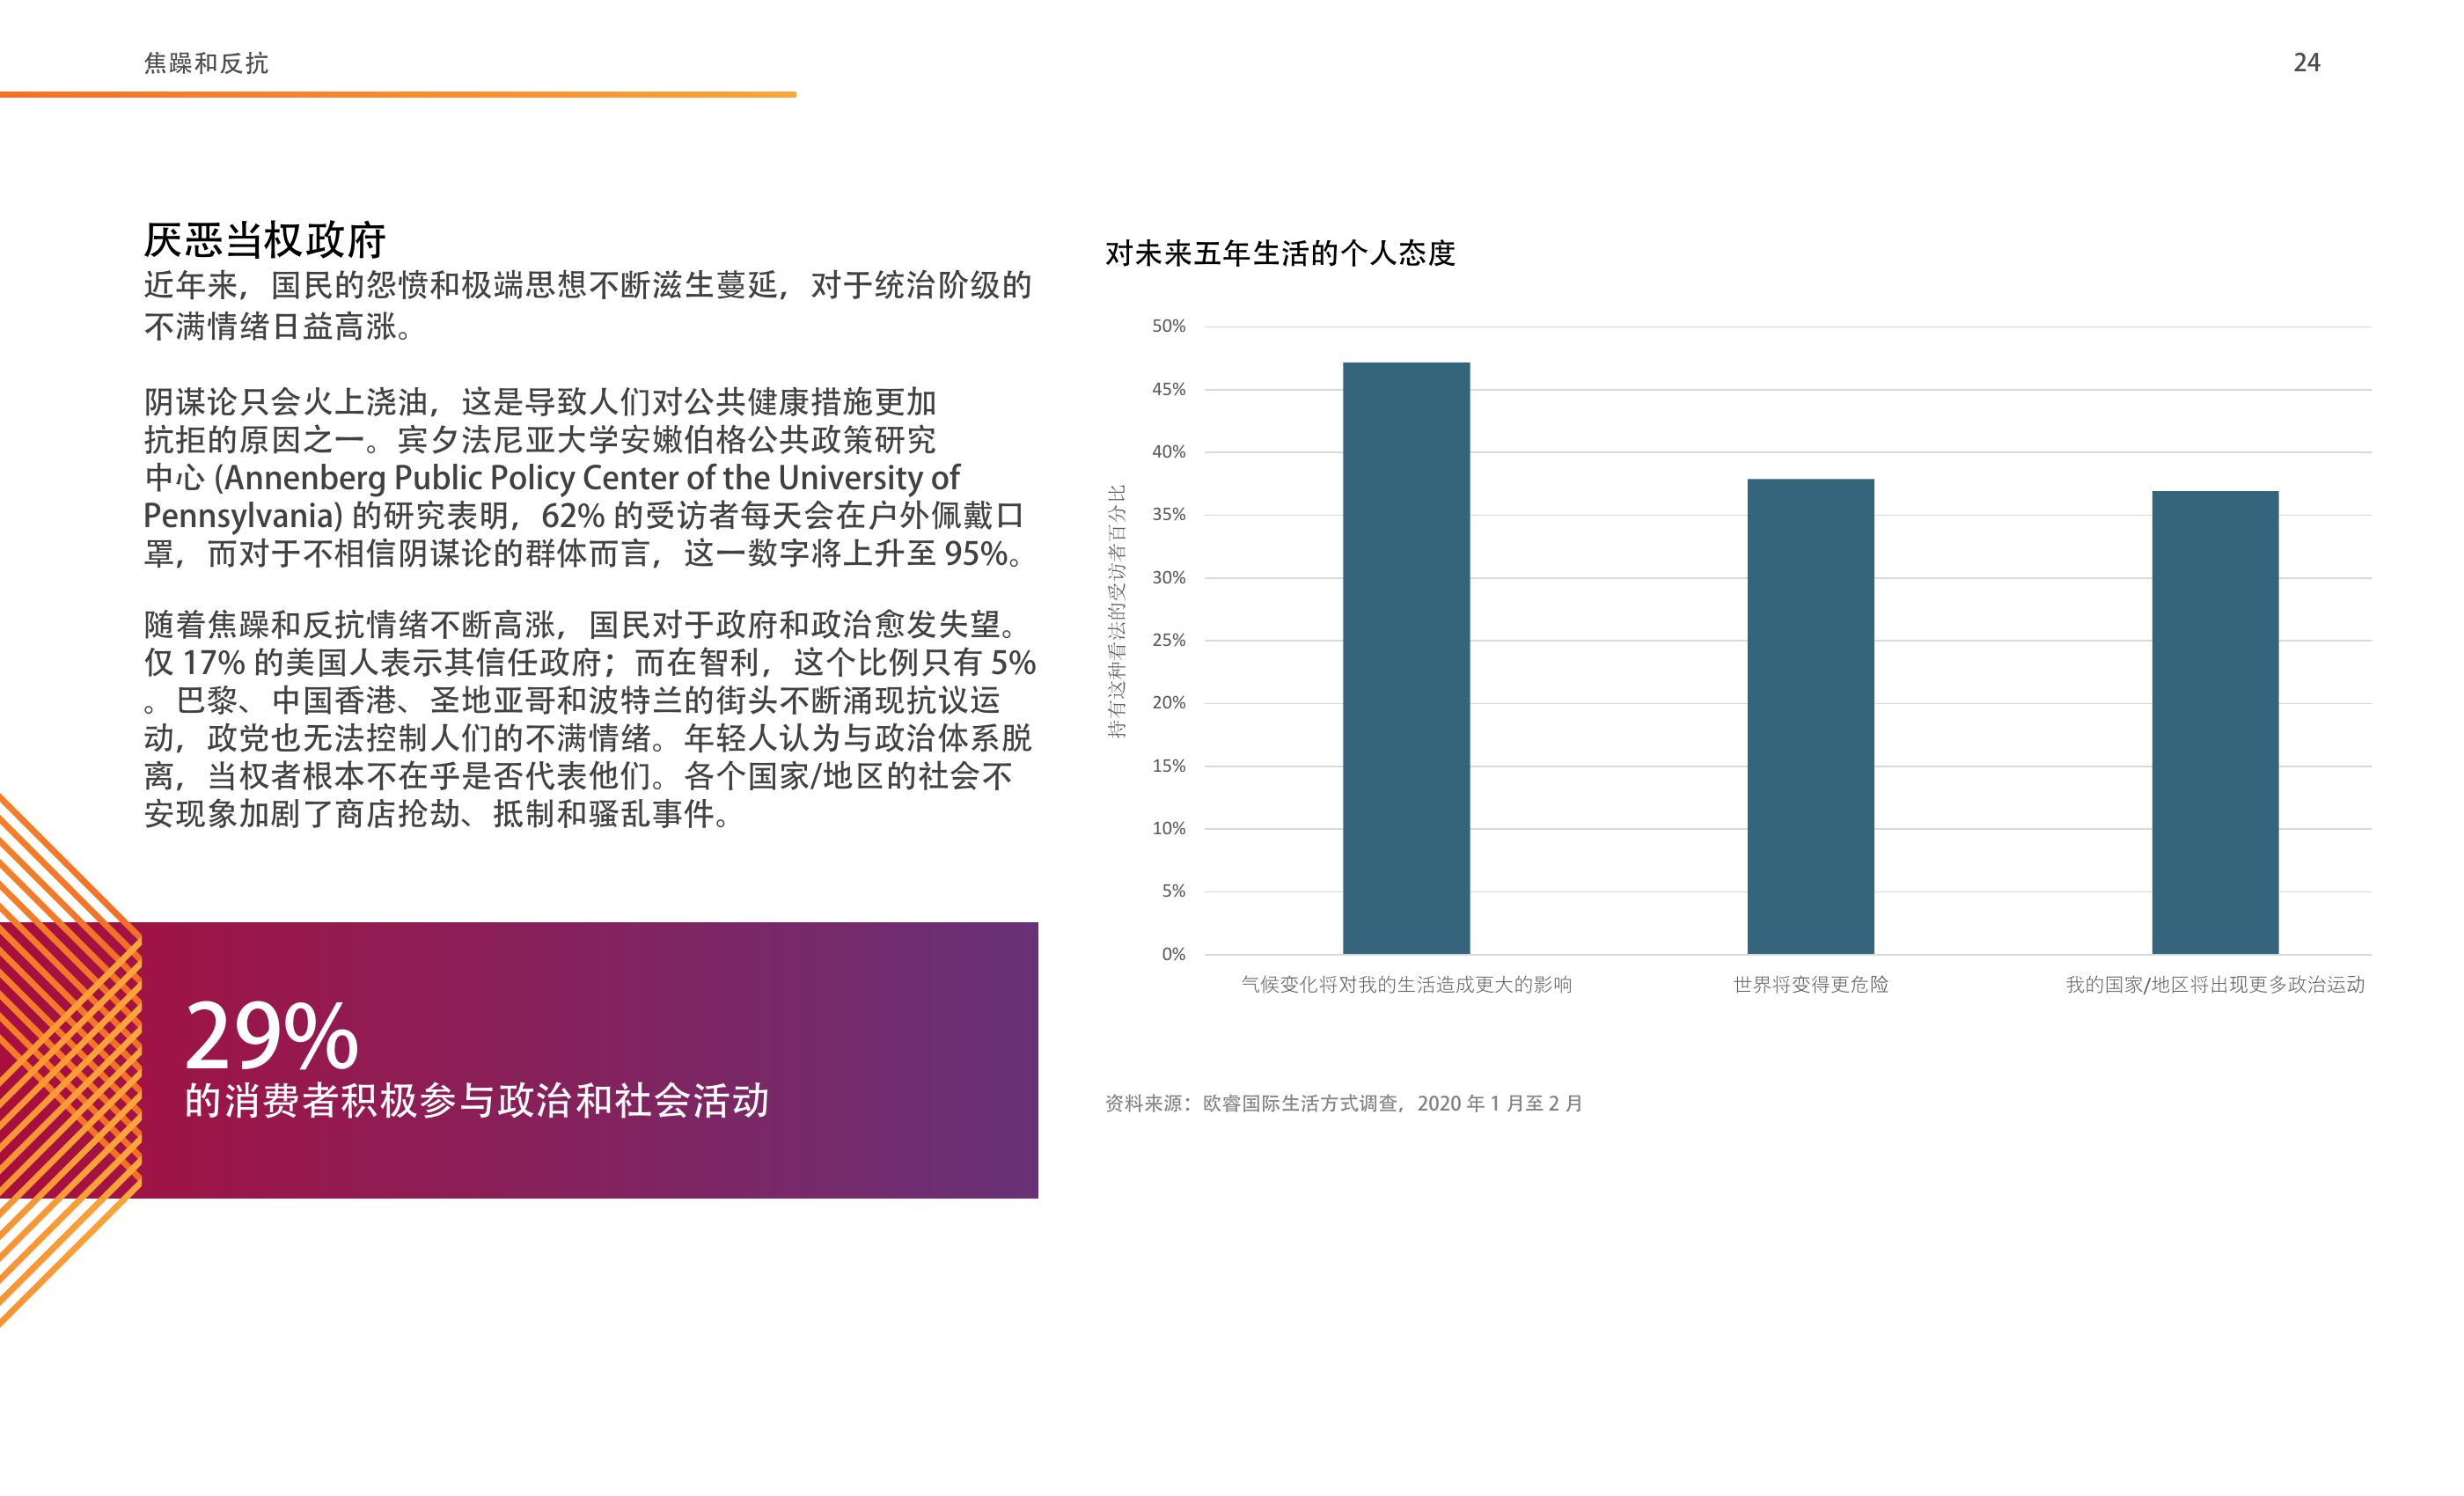 焦躁和反抗
24
厌恶当权政府
近年来，国民的怨愤和极端思想不断滋生蔓延，对于统治阶级的
不满情绪日益高涨。
阴谋论只会火上浇油，这是导致人们对公共健康措施更加
抗拒的原因之一。宾夕法尼亚大学安嫩伯格公共政策研究
中心 (Annenberg Public Policy Center of the University of
Pennsylvania) 的研究表明，62% 的受访者每天会在户外佩戴口
罩，而对于不相信阴谋论的群体而言，这一数字将上升至 95%。
随着焦躁和反抗情绪不断高涨，国民对于政府和政治愈发失望。
仅 17% 的美国人表示其信任政府；而在智利，这个比例只有 5%
。巴黎、中国香港、圣地亚哥和波特兰的街头不断涌现抗议运
动，政党也无法控制人们的不满情绪。年轻人认为与政治体系脱
离，当权者根本不在乎是否代表他们。各个国家/地区的社会不
安现象加剧了商店抢劫、抵制和骚乱事件。
29%
的消费者积极参与政治和社会活动
对未来五年生活的个人态度
持有这种看法的受访者百分比
50%
45%
40%
35%
30%
25%
20%
15%
10%
5%
0%
气候变化将对我的生活造成更大的影响
世界将变得更危险
我的国家/地区将出现更多政治运动
资料来源：欧睿国际生活方式调查，2020 年 1 月至 2 月